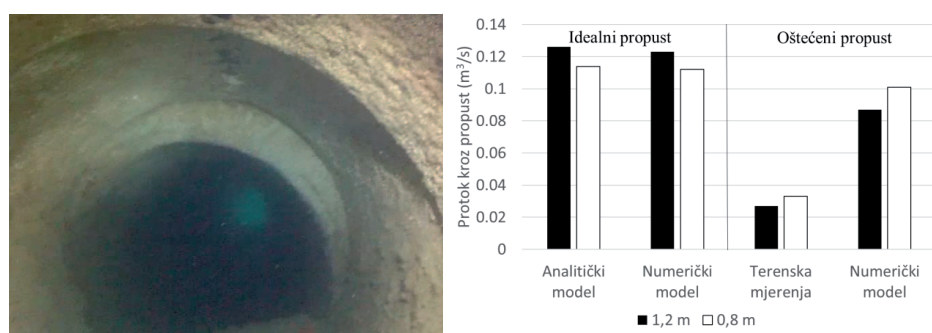 0.14
0.12
0.1
0.08
0.06
0.04
0.02
0
Protok kroz propust (m³/s)
Idealni propust
Oštećeni propust
Analitički
model
Numerički
model
Terenska
mjerenja
Numerički
model
1,2 m
0,8 m